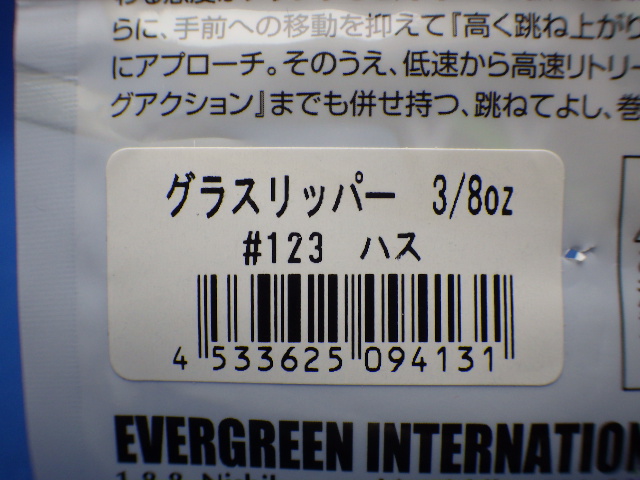 らに、手前への移動を抑えて『高く跳ね上がり
にアプローチ。そのうえ、低速から高速リトリー
グアクション』までも併せ持つ、跳ねてよし、巻
グラスリッパー 3/8oz
#123 ハス
4 533625 094131
EVERGREEN INTERNATION